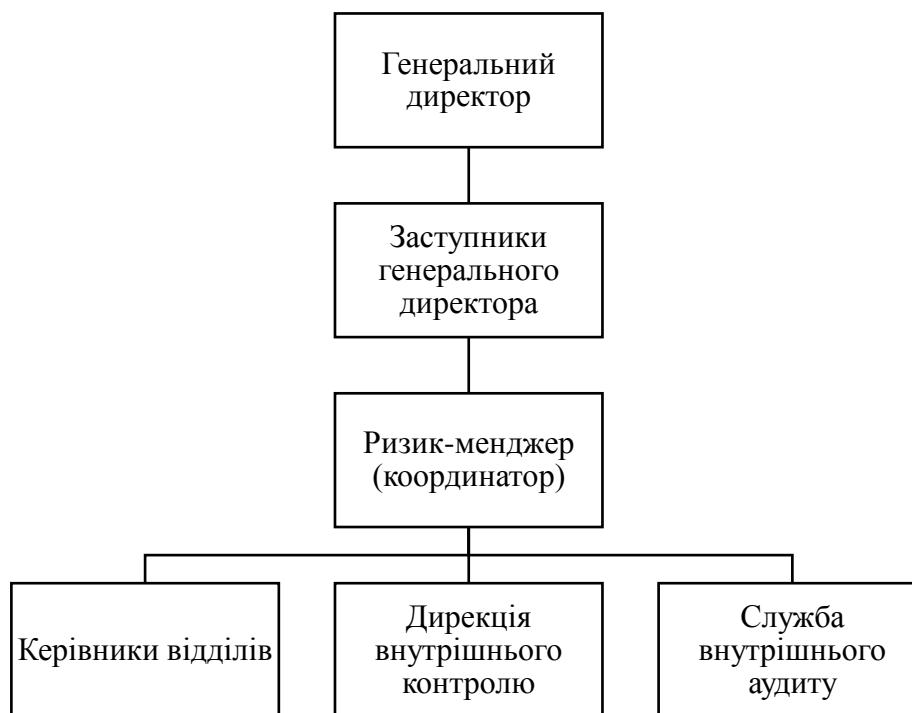 Генеральний
директор
Заступники
генерального
директора
Ризик-менджер
(координатор)
Керівники відділів
Дирекція
внутрішнього
контролю
Служба
внутрішнього
аудиту